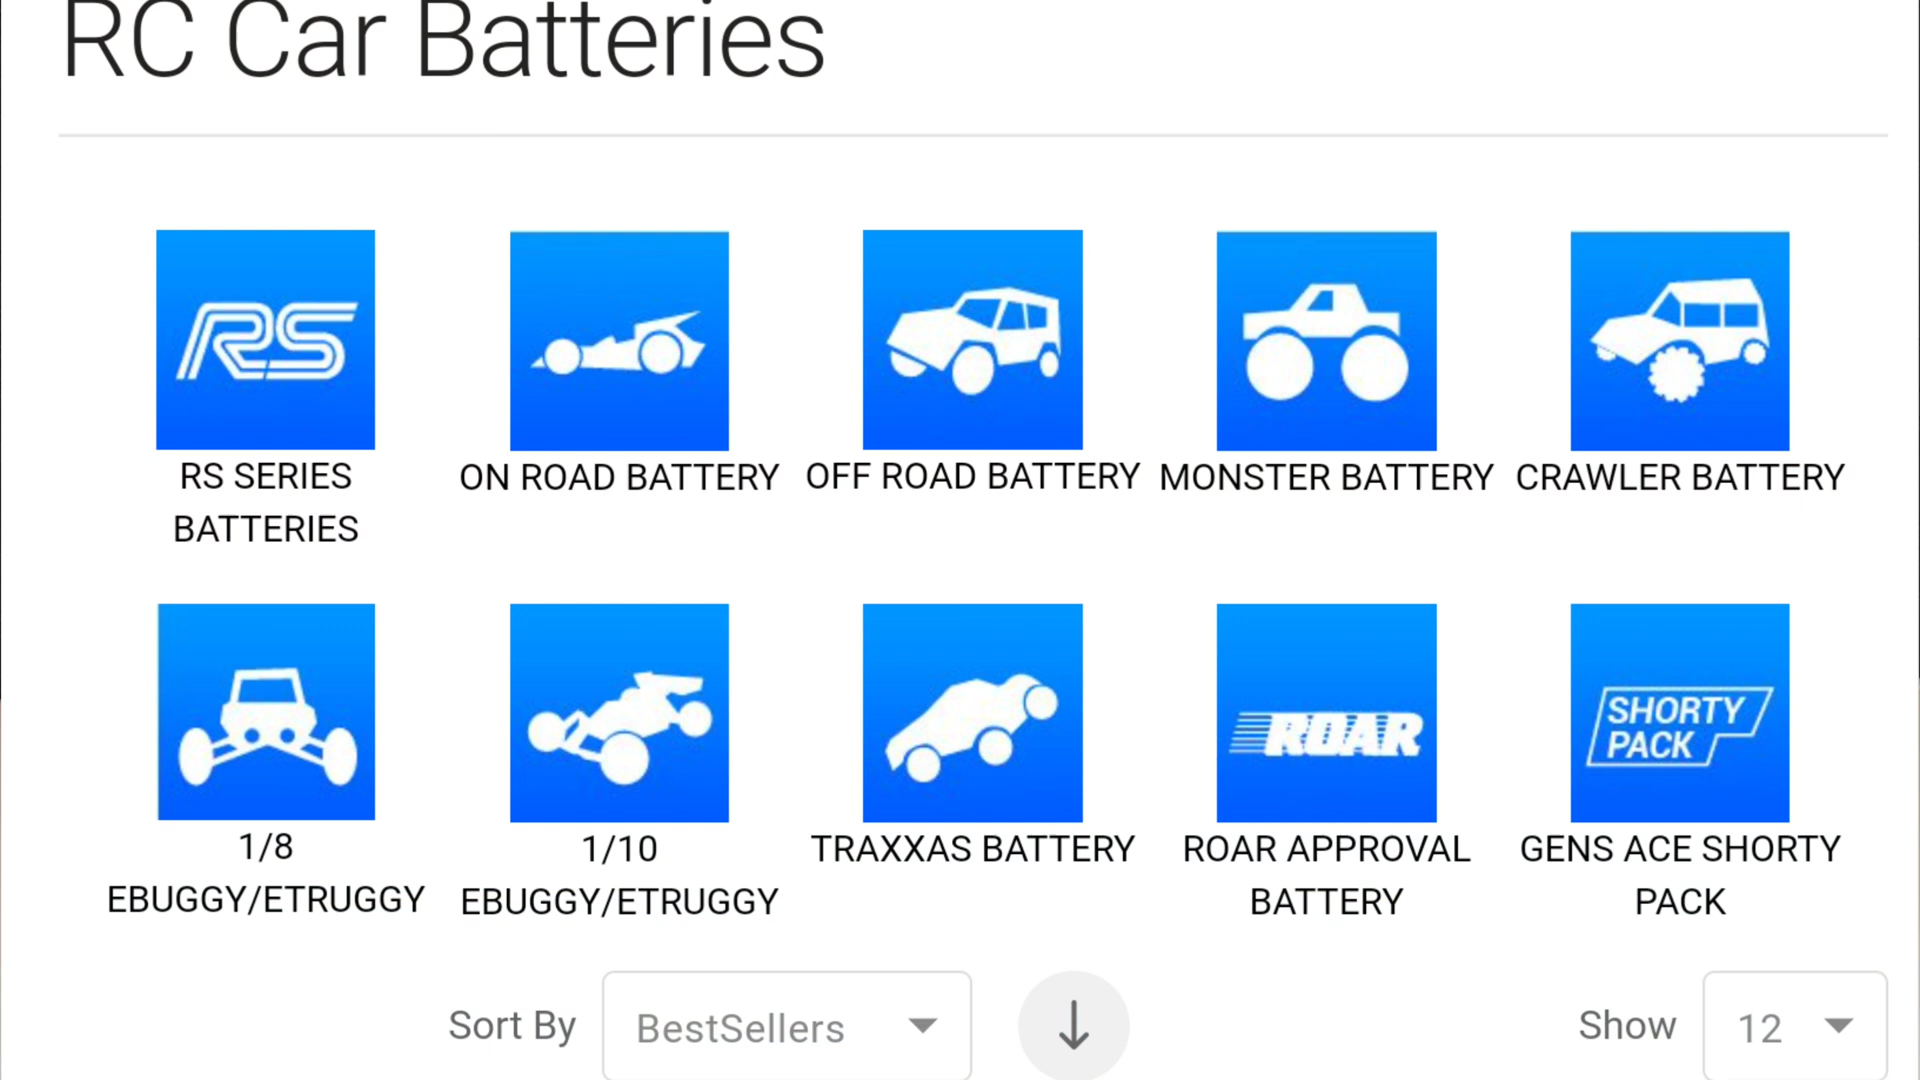 RC Car Batteries
RS
RS SERIES
BATTERIES
ON ROAD BATTERY
OFF ROAD BATTERY
MONSTER BATTERY
CRAWLER BATTERY
1/8
EBUGGY/ETRUGGY
1/10
EBUGGY/ETRUGGY
TRAXXAS BATTERY
ROAR
ROAR APPROVAL
BATTERY
SHORTY
PACK
GENS ACE SHORTY
PACK
Sort By
BestSellers
Show
12